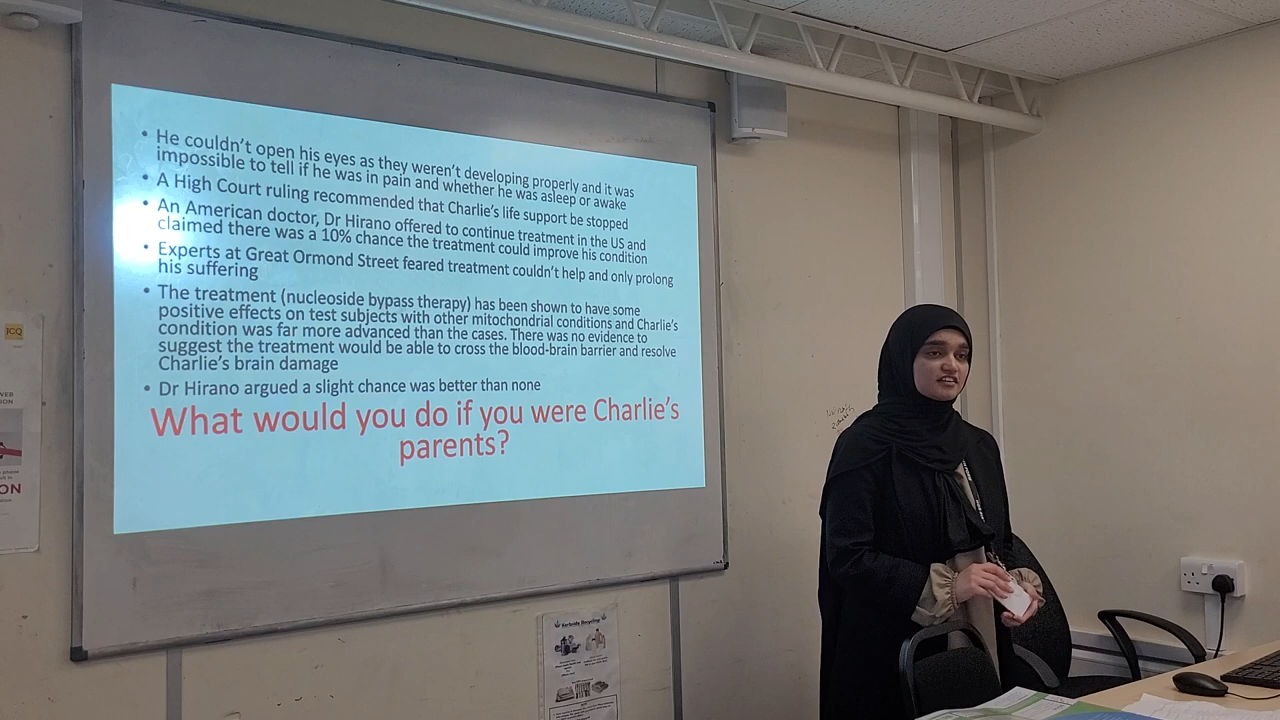 • He couldn't open his eyes as they weren't developing properly and it was
impossible to tell if he was in pain and whether he was asleep or awake
• A High Court ruling recommended that Charlie's life support be stopped
• An American doctor, Dr Hirano offered to continue treatment in the US and
claimed there was a 10% chance the treatment could improve his condition
• Experts at Great Ormond Street feared treatment couldn't help and only prolong
his suffering
• The treatment (nucleoside bypass therapy) has been shown to have some
positive effects on test subjects with other mitochondrial conditions and Charlie's
condition was far more advanced than the cases. There was no evidence to
suggest the treatment would be able to cross the blood-brain barrier and resolve
Charlie's brain damage
• Dr Hirano argued a slight chance was better than none
What would you do if you were Charlie's
parents?
JCQ
ON
Kerbside Recycling